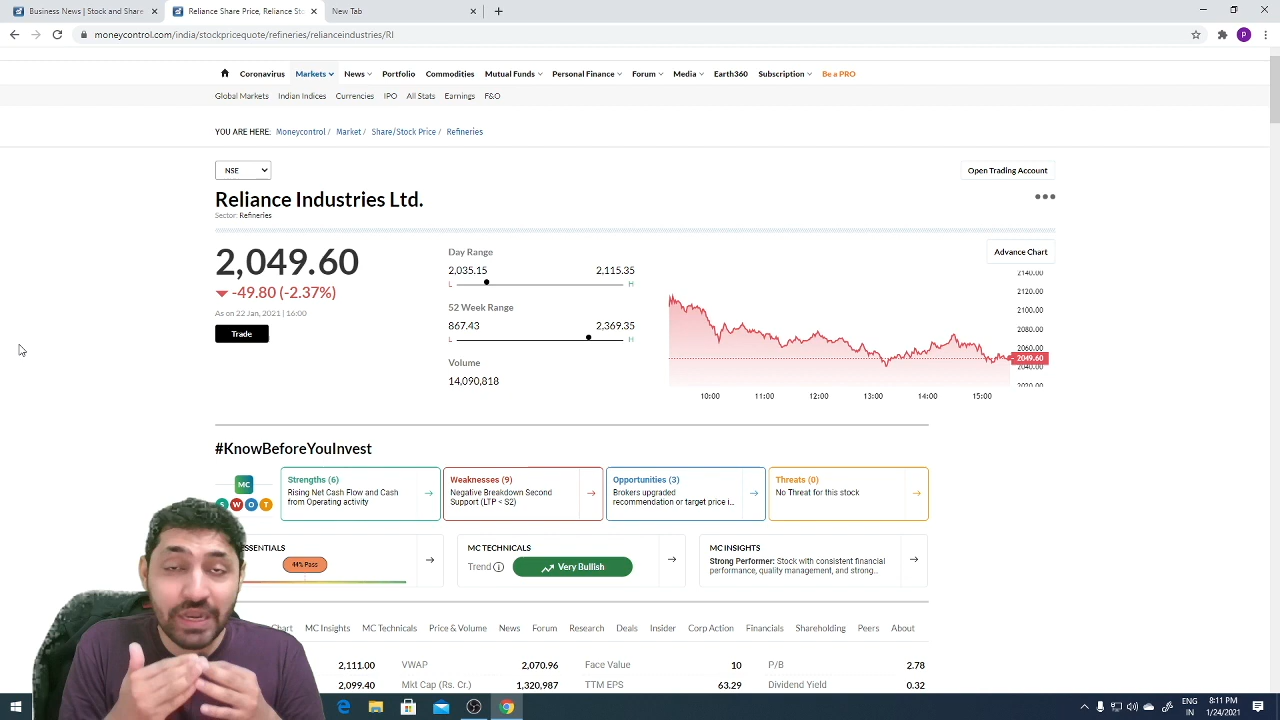 Business News | Stock and Share
Reliance Share Price, Reliance Sto
New Tab
moneycontrol.com/india/stockpricequote/refineries/relianceindustries/RI
P
Coronavirus Markets News Portfolio Commodities Mutual Funds Personal Finance Forum Media Earth360 Subscription Be a PRO
Global Markets Indian Indices Currencies IPO All Stats Earnings F&O
YOU ARE HERE: Moneycontrol / Market / Share/Stock Price / Refineries
NSE
Open Trading Account
Reliance Industries Ltd.
Sector: Refineries
2,049.60
-49.80 (-2.37%)
As on 22 Jan, 2021 | 16:00
Trade
Day Range
2,035.15 2,115.35
L H
52 Week Range
867.43 2,369.35
L H
Volume
14,090,818
Advance Chart
2140.00
2120.00
2100.00
2080.00
2060.00
2049.60
2040.00
2020.00
10:00 11:00 12:00 13:00 14:00 15:00
#KnowBeforeYouInvest
MC
S W O T
Strengths (6)
Rising Net Cash Flow and Cash
from Operating activity
Weaknesses (9)
Negative Breakdown Second
Support (LTP < S2)
Opportunities (3)
Brokers upgraded
recommendation or target price i..
Threats (0)
No Threat for this stock
ESSENTIALS
44% Pass
MC TECHNICALS
Trend Very Bullish
MC INSIGHTS
Strong Performer: Stock with consistent financial
performance, quality management, and strong...
Chart MC Insights MC Technicals Price & Volume News Forum Research Deals Insider Corp Action Financials Shareholding Peers About
2,111.00 VWAP 2,070.96 Face Value 10 P/B 2.78
2,099.40 Mkt Cap (Rs. Cr.) 1,320,987 TTM EPS 63.29 Dividend Yield 0.32
ENG
IN
8:11 PM
1/24/2021